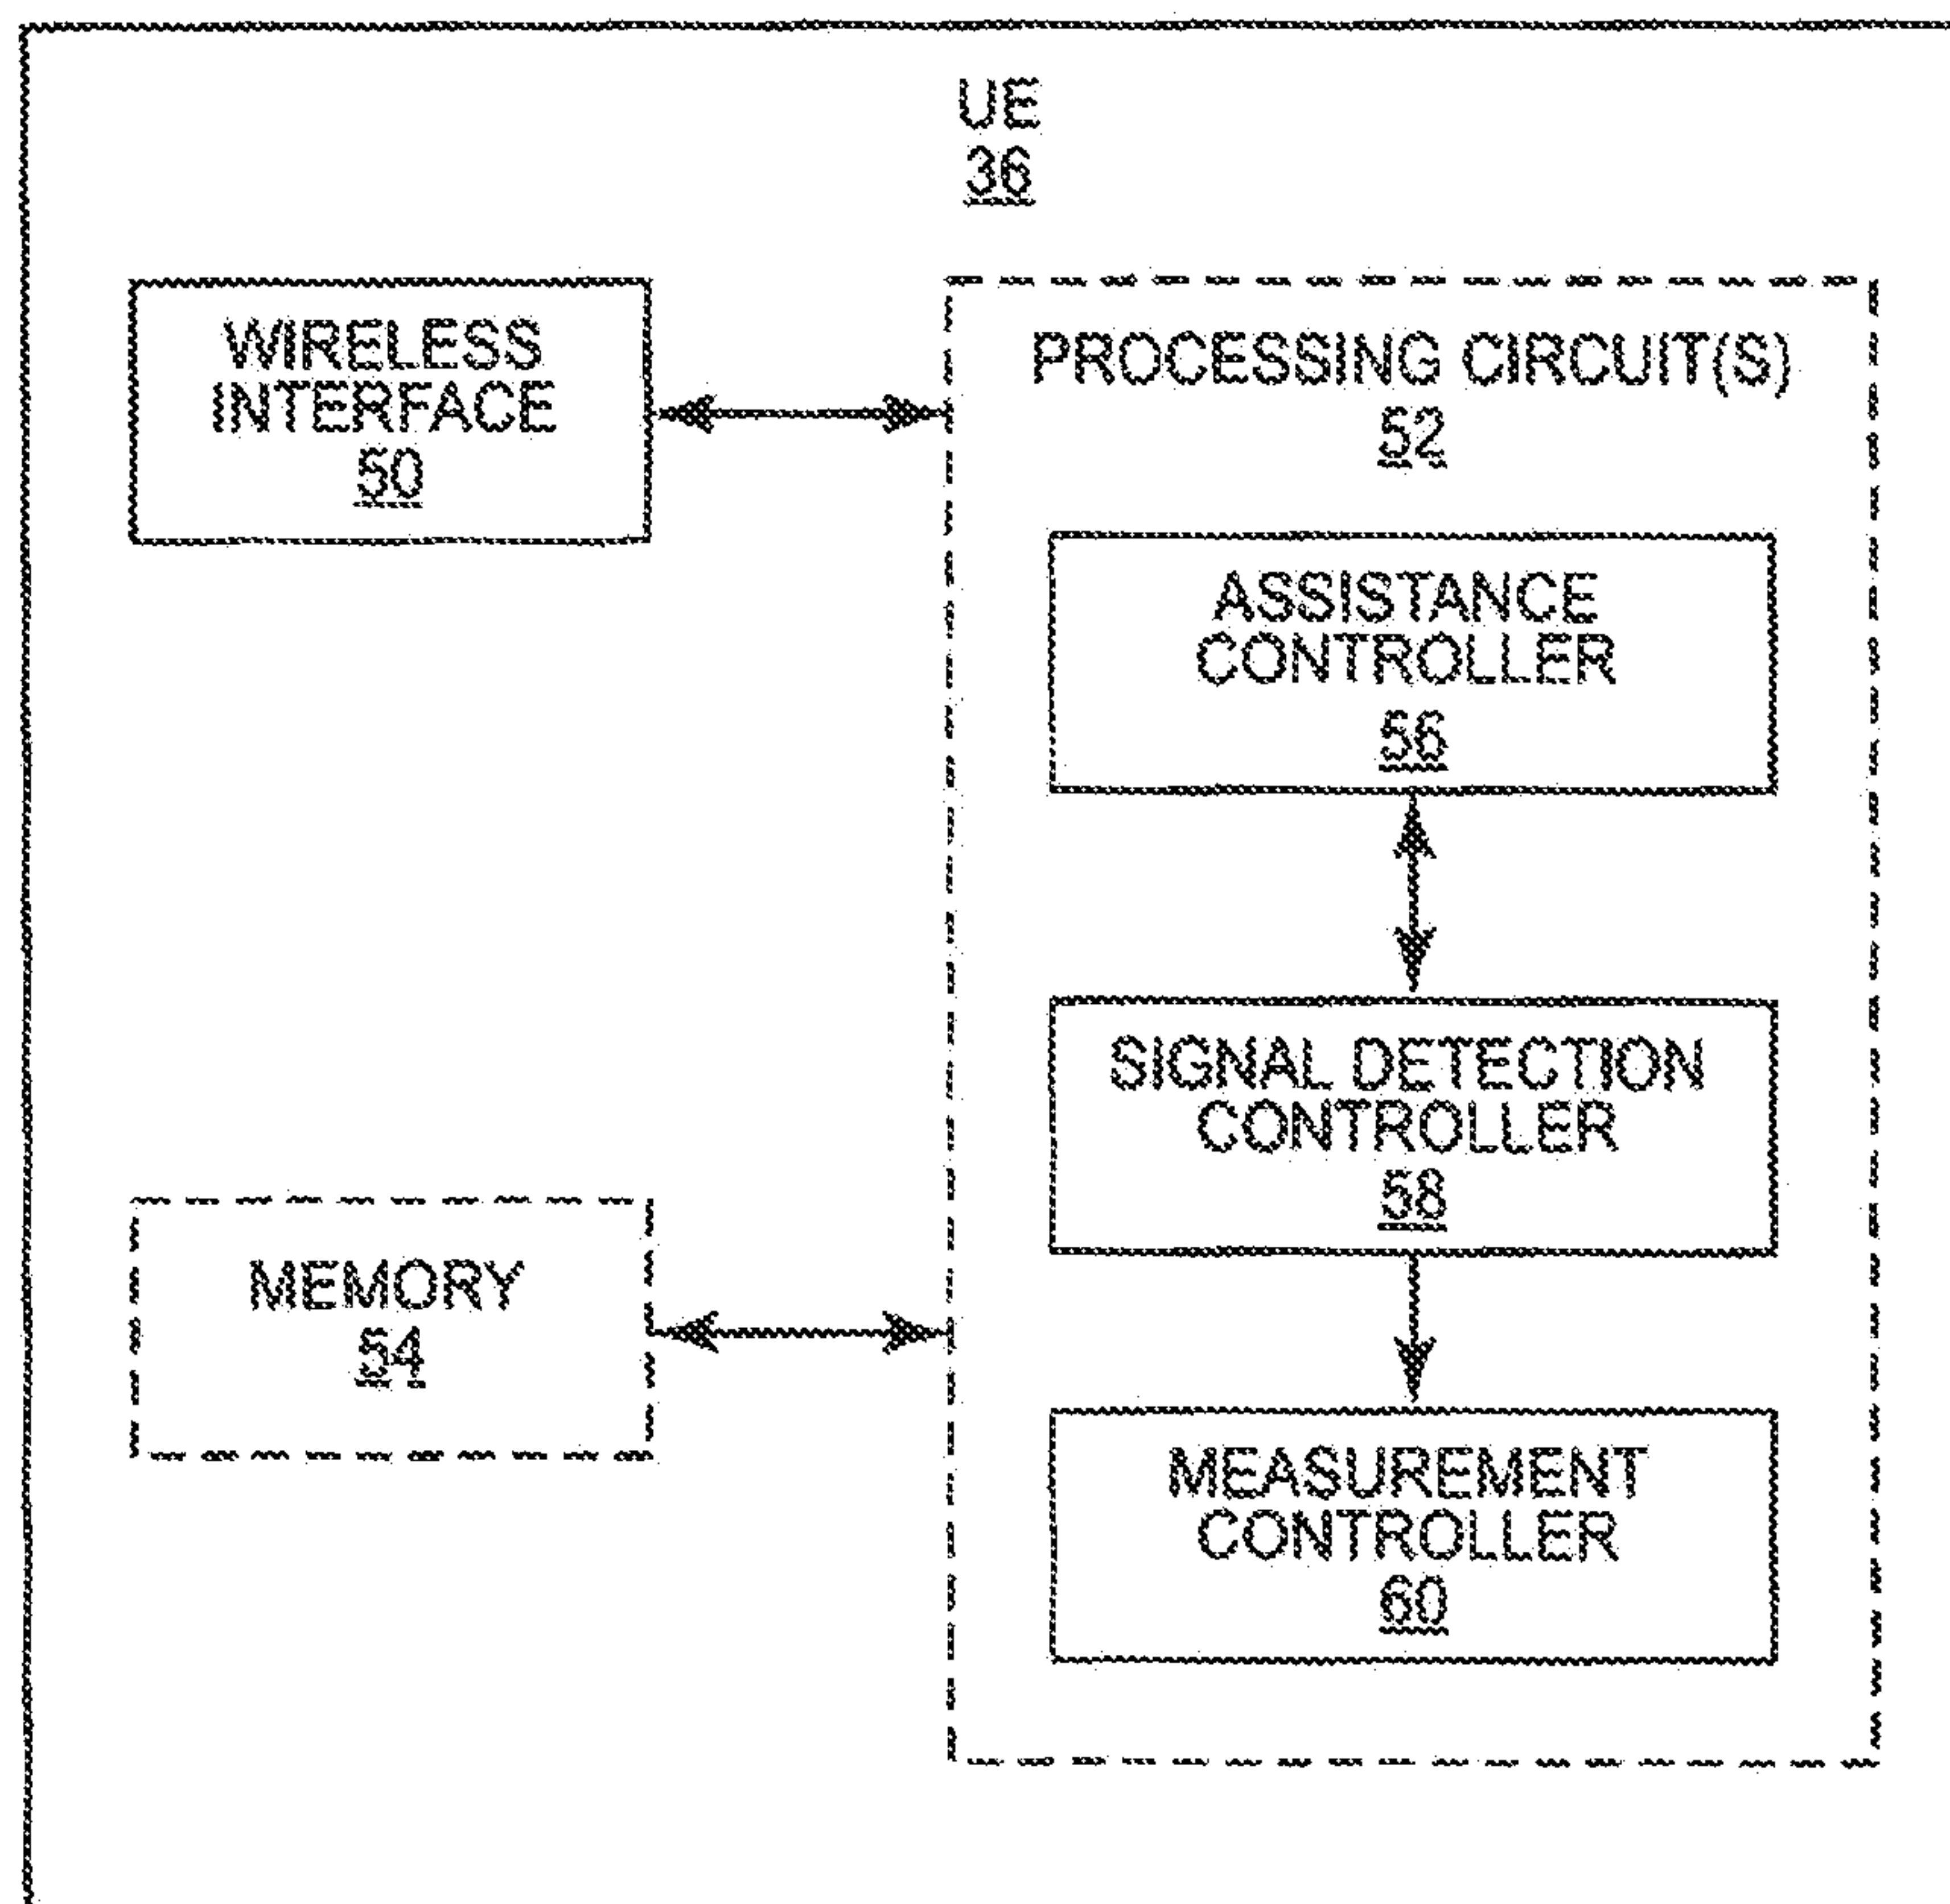 UE
36
WIRELESS
INTERFACE
50
PROCESSING CIRCUIT(S)
52
ASSISTANCE
CONTROLLER
56
SIGNAL DETECTION
CONTROLLER
58
MEMORY
54
MEASUREMENT
CONTROLLER
60